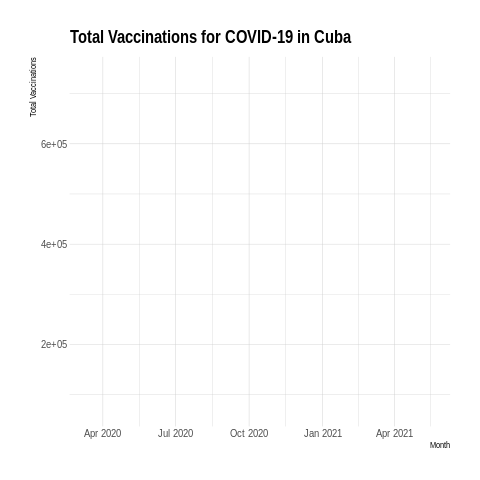 Total Vaccinations for COVID-19 in Cuba
Total Vaccinations
6e+05
4e+05
2e+05
Apr 2020 Jul 2020 Oct 2020 Jan 2021 Apr 2021
Month